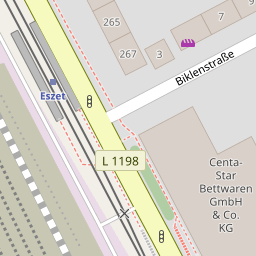 265
7
267
3
Biklenstraße
Eszet
L 1198
Centa-
Star
Bettwaren
GmbH
& Co.
KG